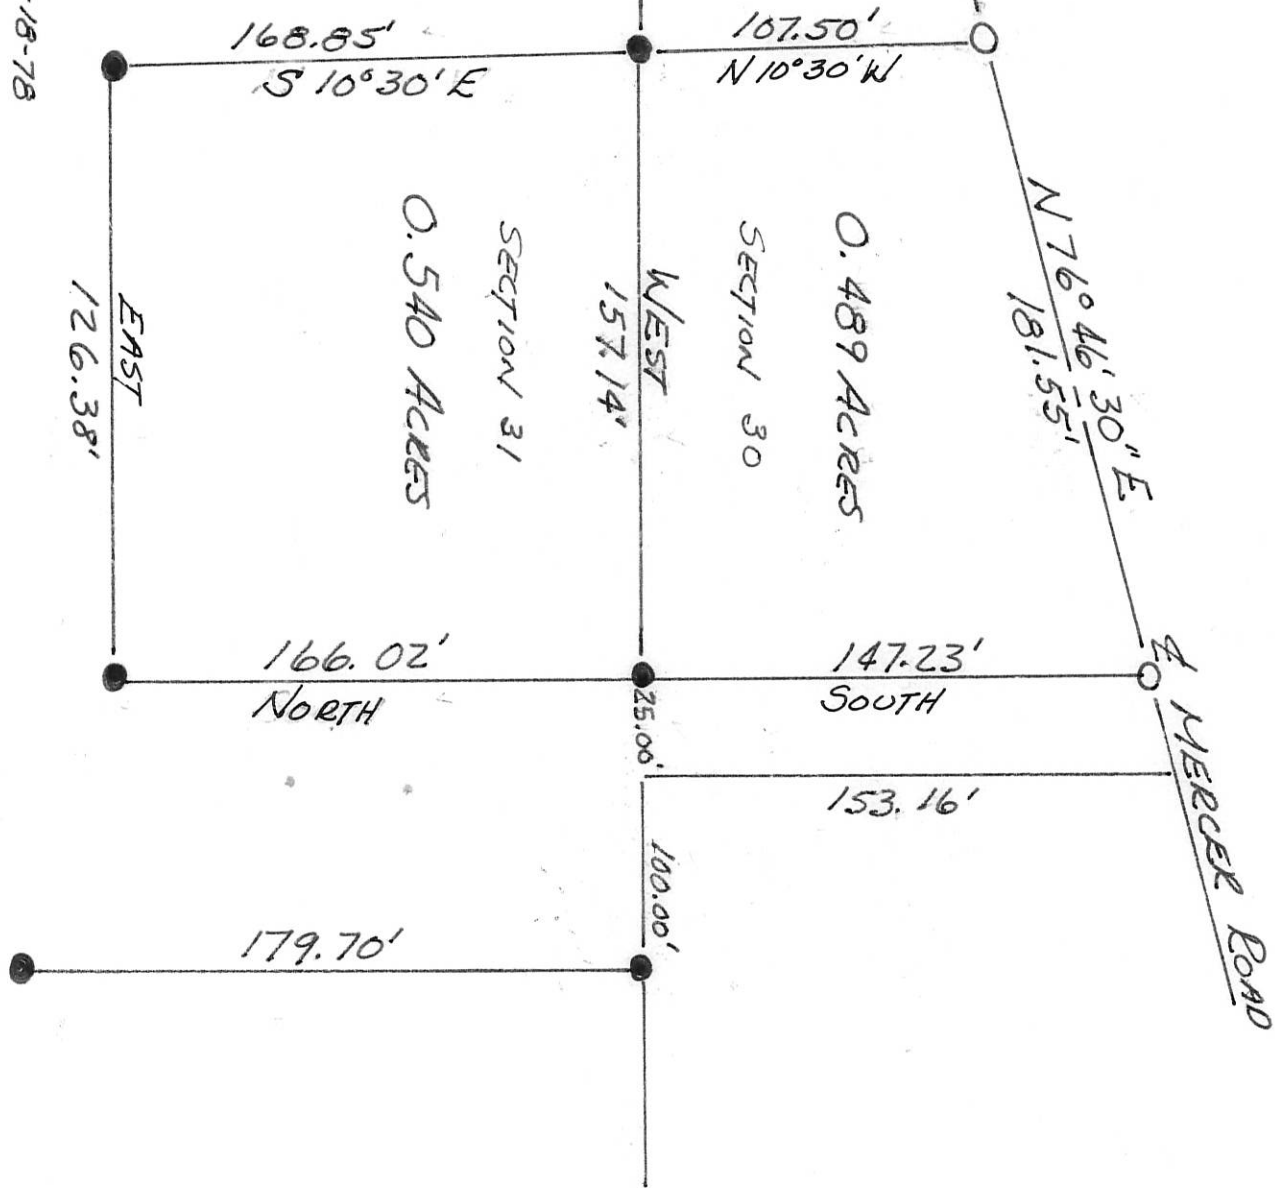 -18-78
168.85'
S 10°30' E
107.50'
N 10°30' W
N 76° 46' 30" E
181.55'
0.489 ACRES
SECTION 30
WEST
157.14'
SECTION 31
0.540 ACRES
EAST
126.38'
166.02'
NORTH
147.23'
SOUTH
25.00'
℄ MERCER ROAD
153.16'
100.00'
179.70'